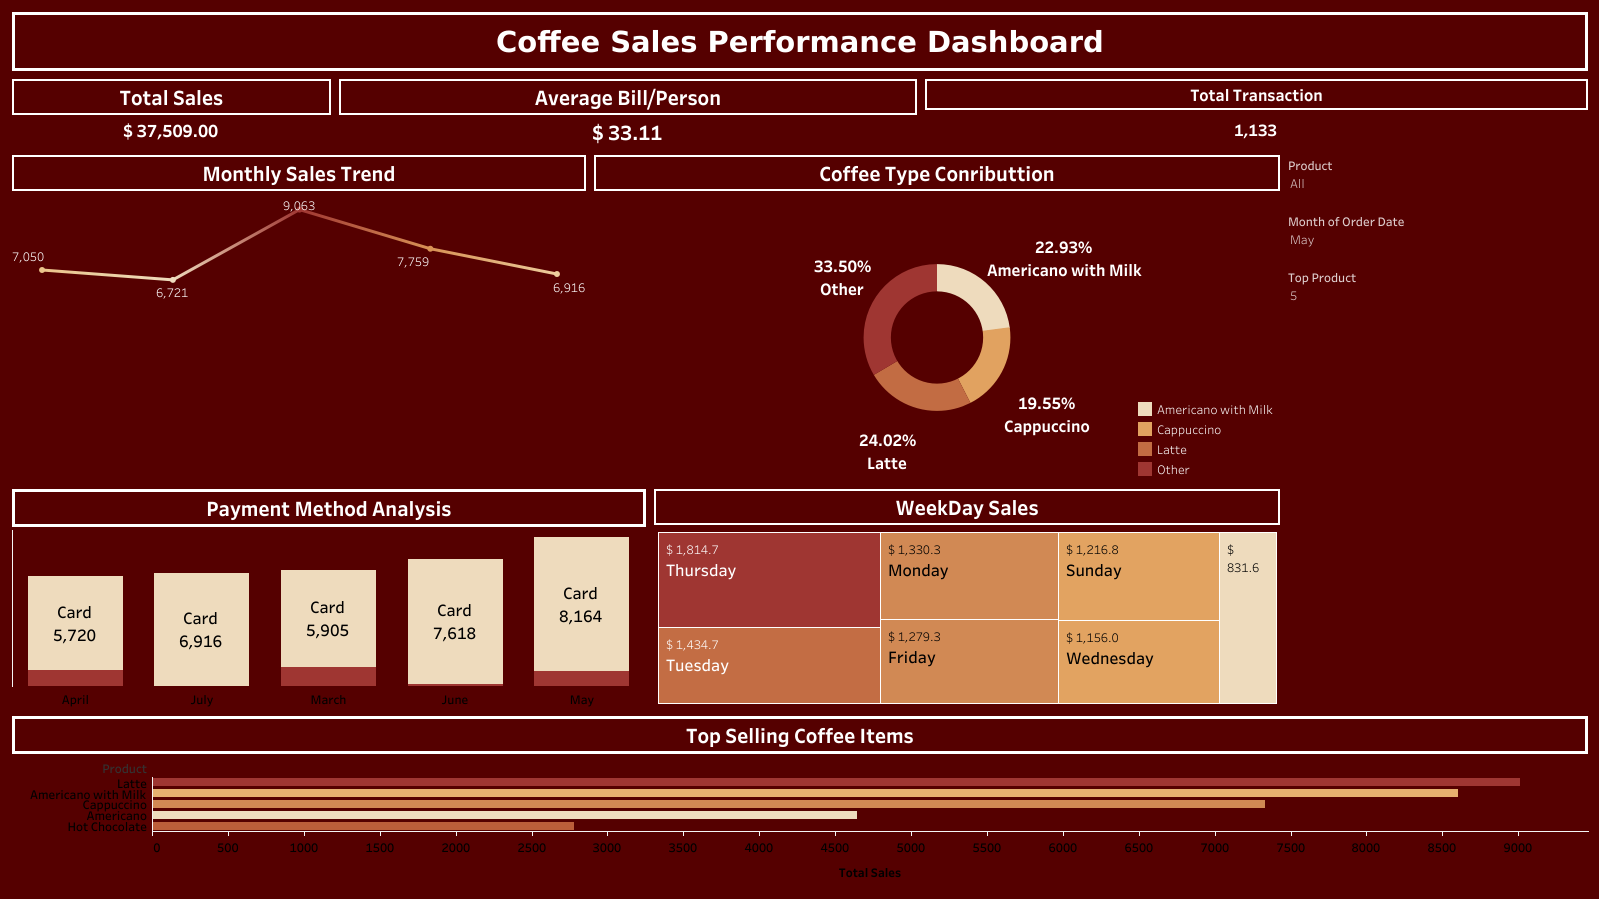 Coffee Sales Performance Dashboard
Total Sales
Average Bill/Person
Total Transaction
$ 37,509.00
$ 33.11
1,133
Monthly Sales Trend
Coffee Type Conributtion
Product
All
Month of Order Date
May
Top Product
5
7,050
6,721
9,063
7,759
6,916
22.93%
Americano with Milk
33.50%
Other
19.55%
Cappuccino
24.02%
Latte
Americano with Milk
Cappuccino
Latte
Other
Payment Method Analysis
WeekDay Sales
Card
5,720
Card
6,916
Card
5,905
Card
7,618
Card
8,164
April
July
March
June
May
$ 1,814.7
Thursday
$ 1,434.7
Tuesday
$ 1,330.3
Monday
$ 1,279.3
Friday
$ 1,216.8
Sunday
$ 1,156.0
Wednesday
$
831.6
Top Selling Coffee Items
Product
Latte
Americano with Milk
Cappuccino
Americano
Hot Chocolate
0 500 1000 1500 2000 2500 3000 3500 4000 4500 5000 5500 6000 6500 7000 7500 8000 8500 9000
Total Sales